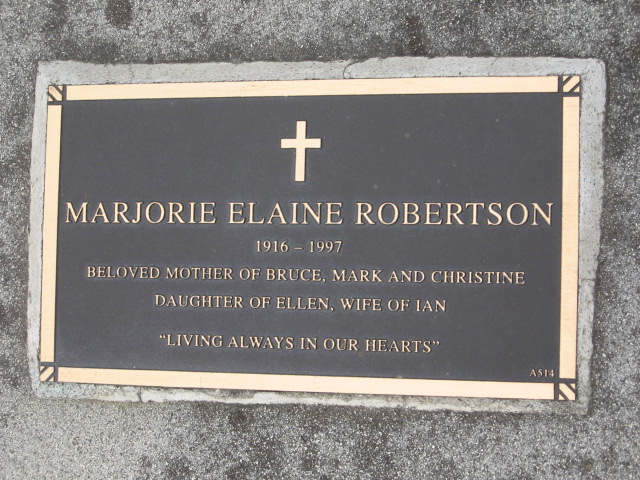 MARJORIE ELAINE ROBERTSON
1916 – 1997
BELOVED MOTHER OF BRUCE, MARK AND CHRISTINE
DAUGHTER OF ELLEN, WIFE OF IAN
“LIVING ALWAYS IN OUR HEARTS”
A514